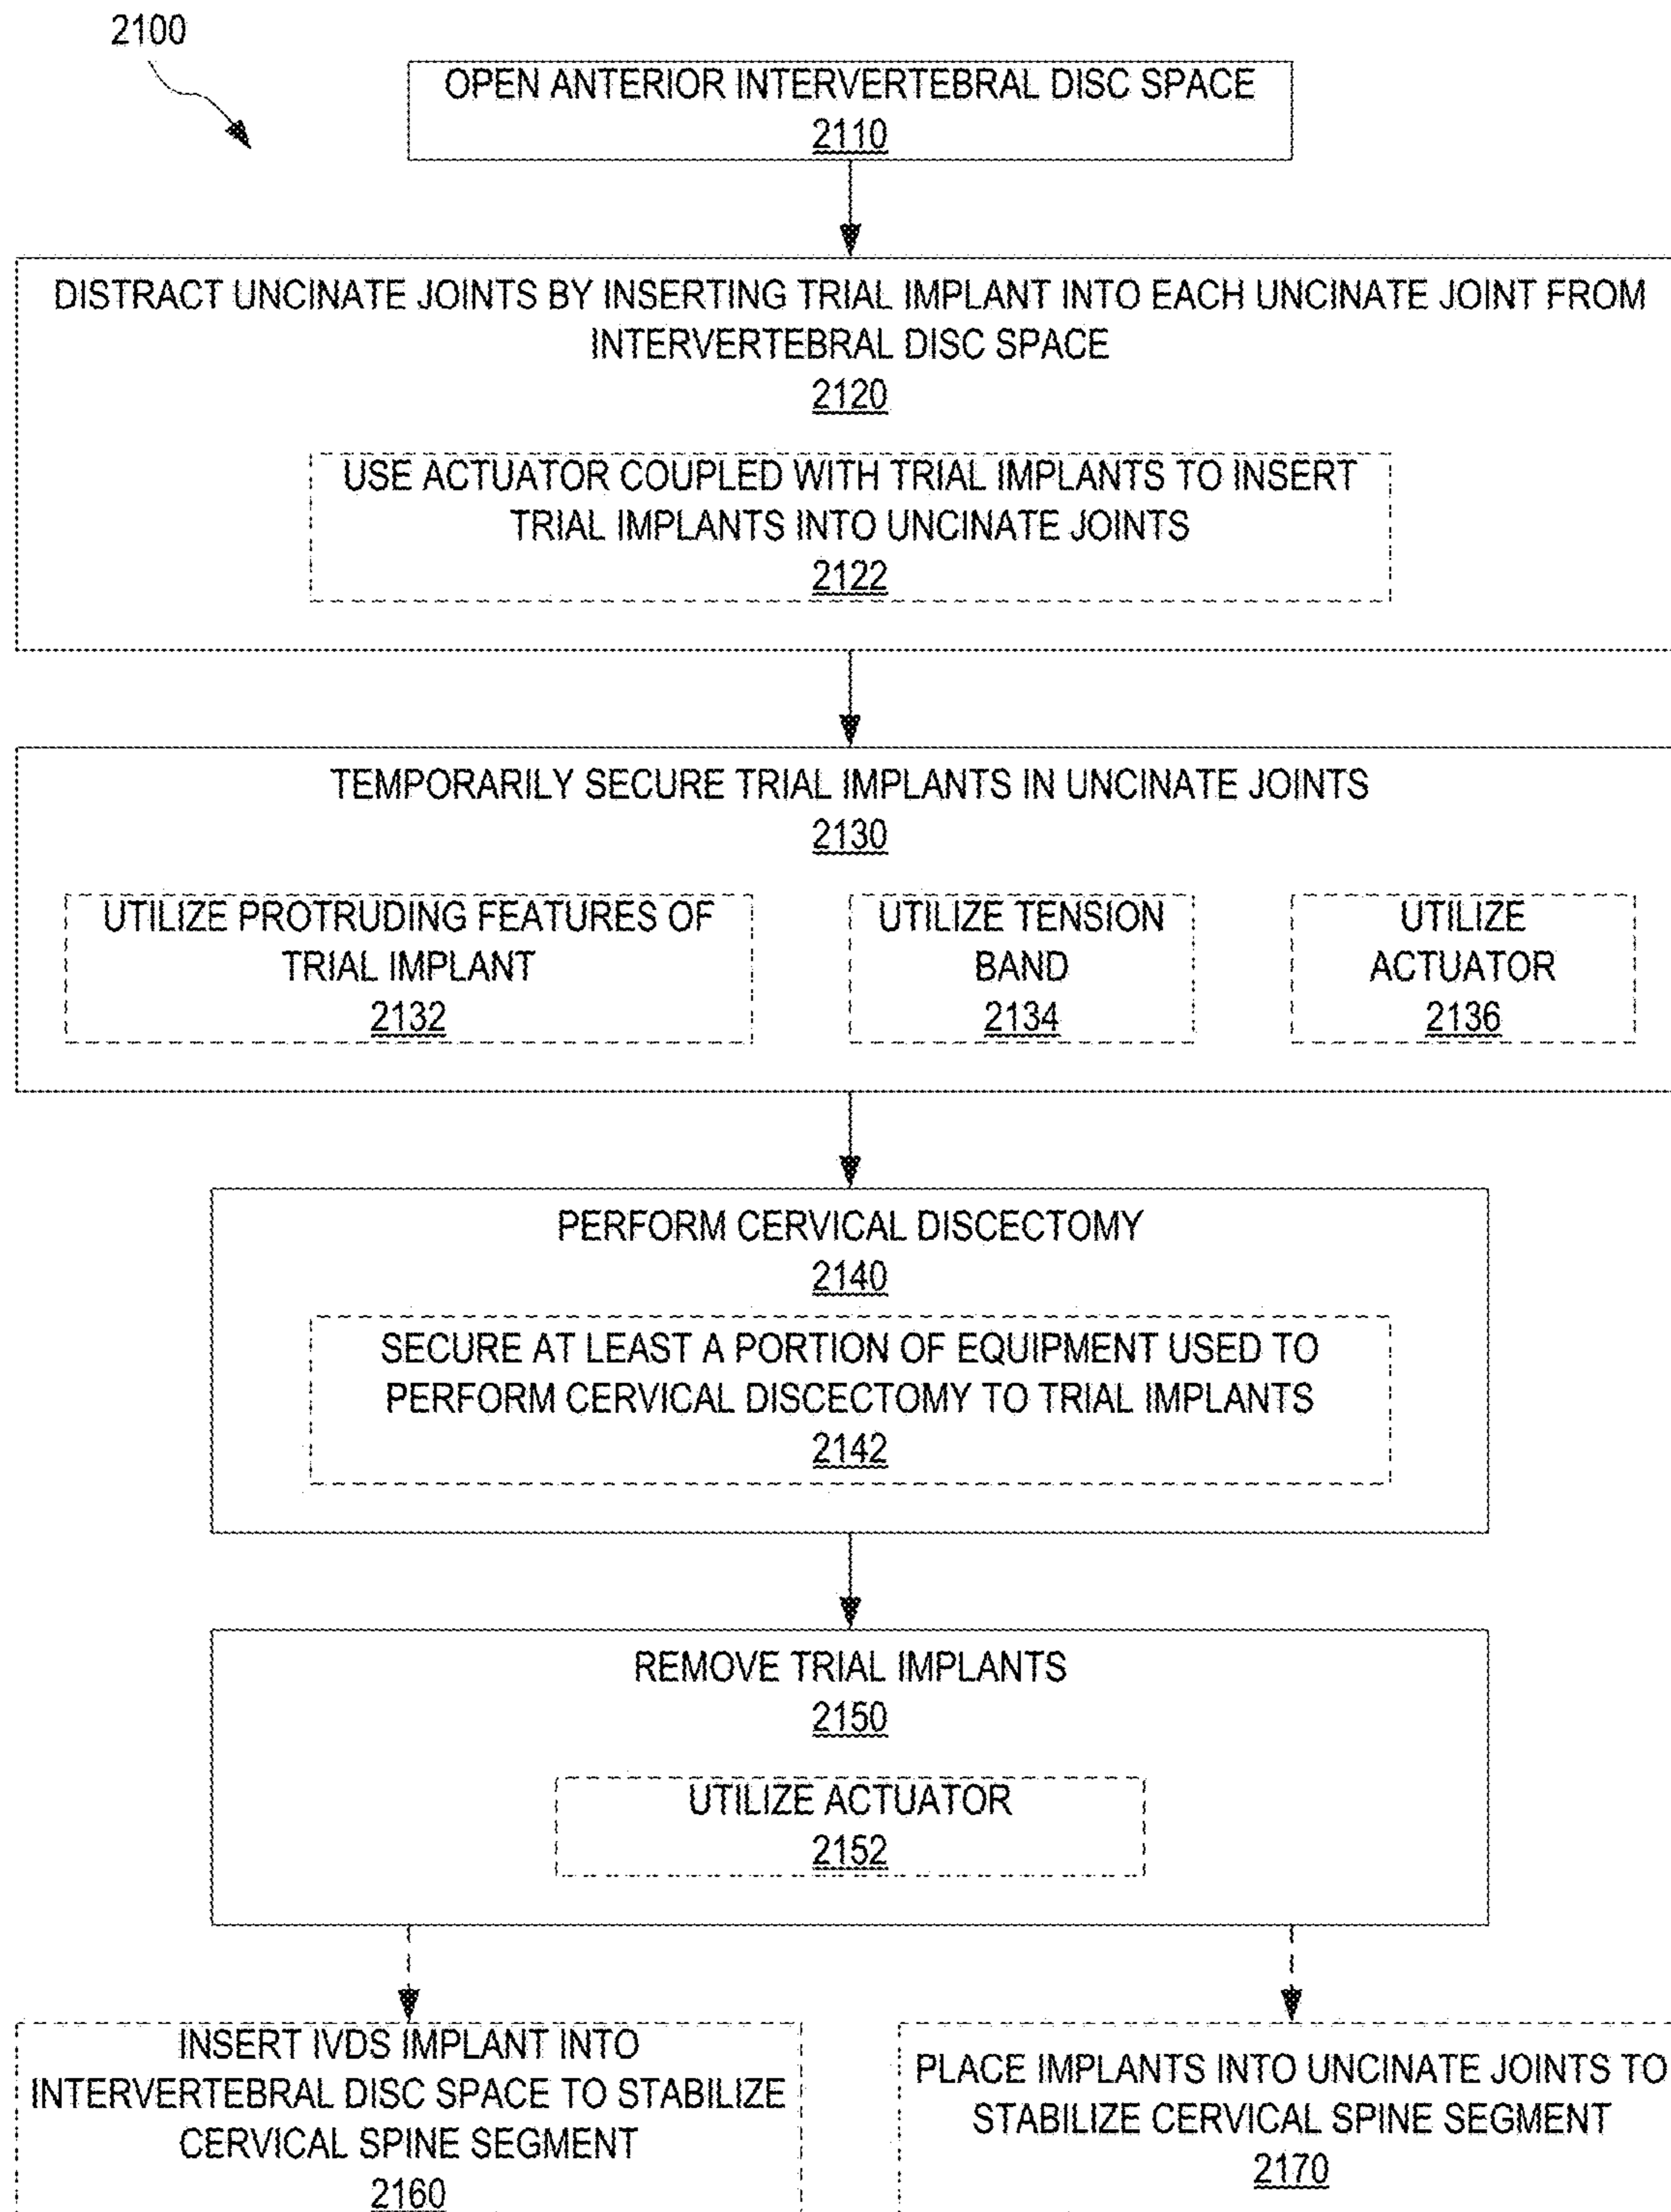 2100
OPEN ANTERIOR INTERVERTEBRAL DISC SPACE
2110
DISTRACT UNCINATE JOINTS BY INSERTING TRIAL IMPLANT INTO EACH UNCINATE JOINT FROM
INTERVERTEBRAL DISC SPACE
2120
USE ACTUATOR COUPLED WITH TRIAL IMPLANTS TO INSERT
TRIAL IMPLANTS INTO UNCINATE JOINTS
2122
TEMPORARILY SECURE TRIAL IMPLANTS IN UNCINATE JOINTS
2130
UTILIZE PROTRUDING FEATURES OF
TRIAL IMPLANT
2132
UTILIZE TENSION
BAND
2134
UTILIZE
ACTUATOR
2136
PERFORM CERVICAL DISCECTOMY
2140
SECURE AT LEAST A PORTION OF EQUIPMENT USED TO
PERFORM CERVICAL DISCECTOMY TO TRIAL IMPLANTS
2142
REMOVE TRIAL IMPLANTS
2150
UTILIZE ACTUATOR
2152
INSERT IVDS IMPLANT INTO
INTERVERTEBRAL DISC SPACE TO STABILIZE
CERVICAL SPINE SEGMENT
2160
PLACE IMPLANTS INTO UNCINATE JOINTS TO
STABILIZE CERVICAL SPINE SEGMENT
2170